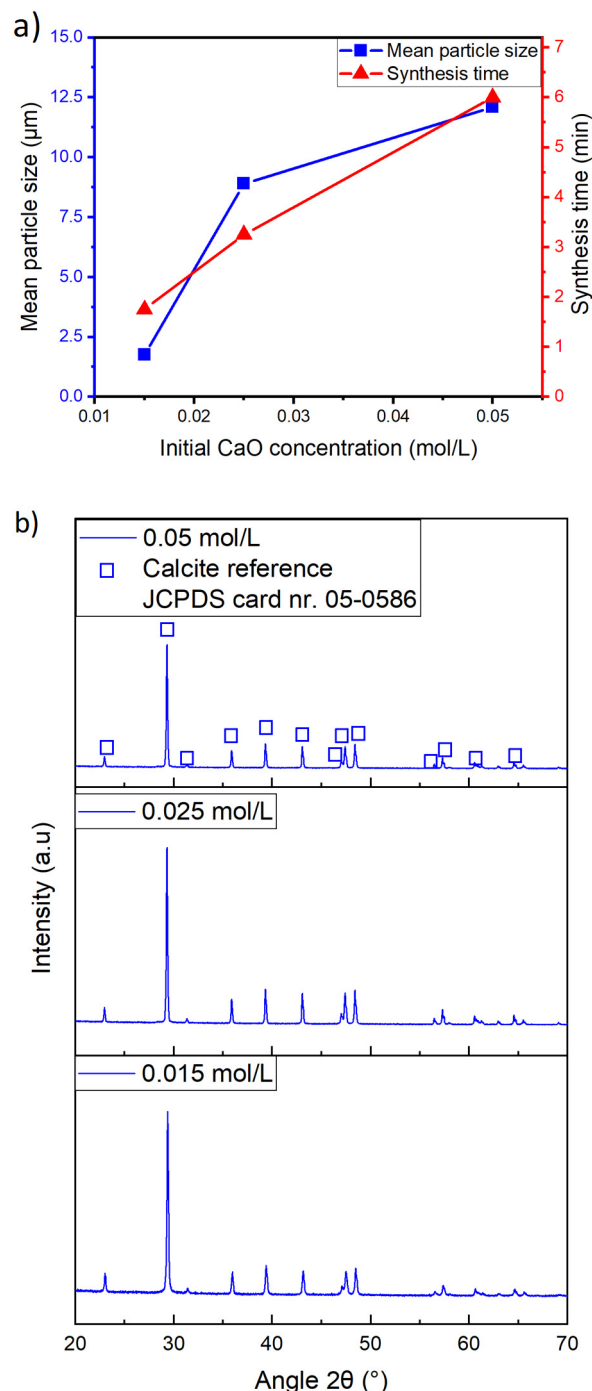 a)
Mean particle size
Synthesis time
15.0
12.5
10.0
7.5
5.0
2.5
0.0
Mean particle size (µm)
7
6
5
4
3
2
1
0
Synthesis time (min)
0.01 0.02 0.03 0.04 0.05
Initial CaO concentration (mol/L)
b)
0.05 mol/L
Calcite reference
JCPDS card nr. 05-0586
0.025 mol/L
0.015 mol/L
Intensity (a.u)
20 30 40 50 60 70
Angle 2θ (°)